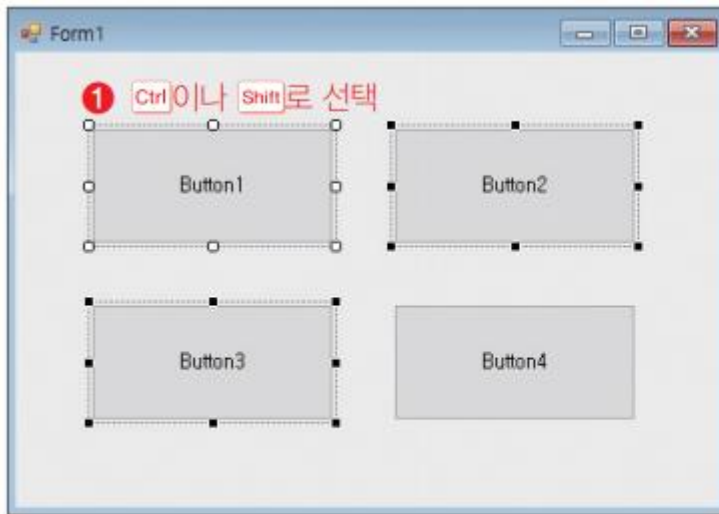 Form1
1 Ctrl이나 Shift로 선택
Button1
Button2
Button3
Button4